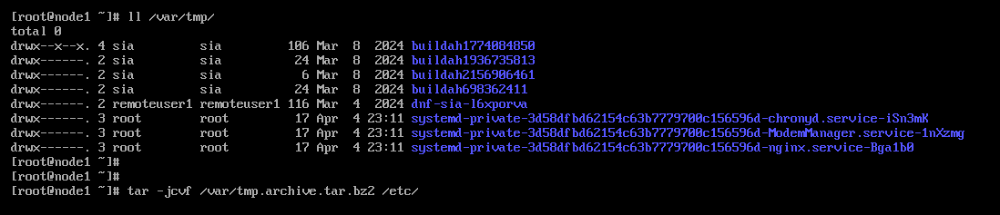 [root@node1 ~]# ll /var/tmp/
total 0
drwx--x--x. 4 sia         sia         106 Mar  8  2024 buildah1774084850
drwx------. 2 sia         sia          24 Mar  8  2024 buildah1936735813
drwx------. 2 sia         sia           6 Mar  8  2024 buildah2156906461
drwx------. 2 sia         sia          24 Mar  8  2024 buildah698362411
drwx------. 2 remoteuser1 remoteuser1 116 Mar  4  2024 dnf-sia-l6xporva
drwx------. 3 root        root         17 Apr  4 23:11 systemd-private-3d58dfbd62154c63b7779700c156596d-chronyd.service-iSn3mK
drwx------. 3 root        root         17 Apr  4 23:11 systemd-private-3d58dfbd62154c63b7779700c156596d-ModemManager.service-1nXzmg
drwx------. 3 root        root         17 Apr  4 23:11 systemd-private-3d58dfbd62154c63b7779700c156596d-nginx.service-Bga1b0
[root@node1 ~]#
[root@node1 ~]#
[root@node1 ~]# tar -jcvf /var/tmp.archive.tar.bz2 /etc/